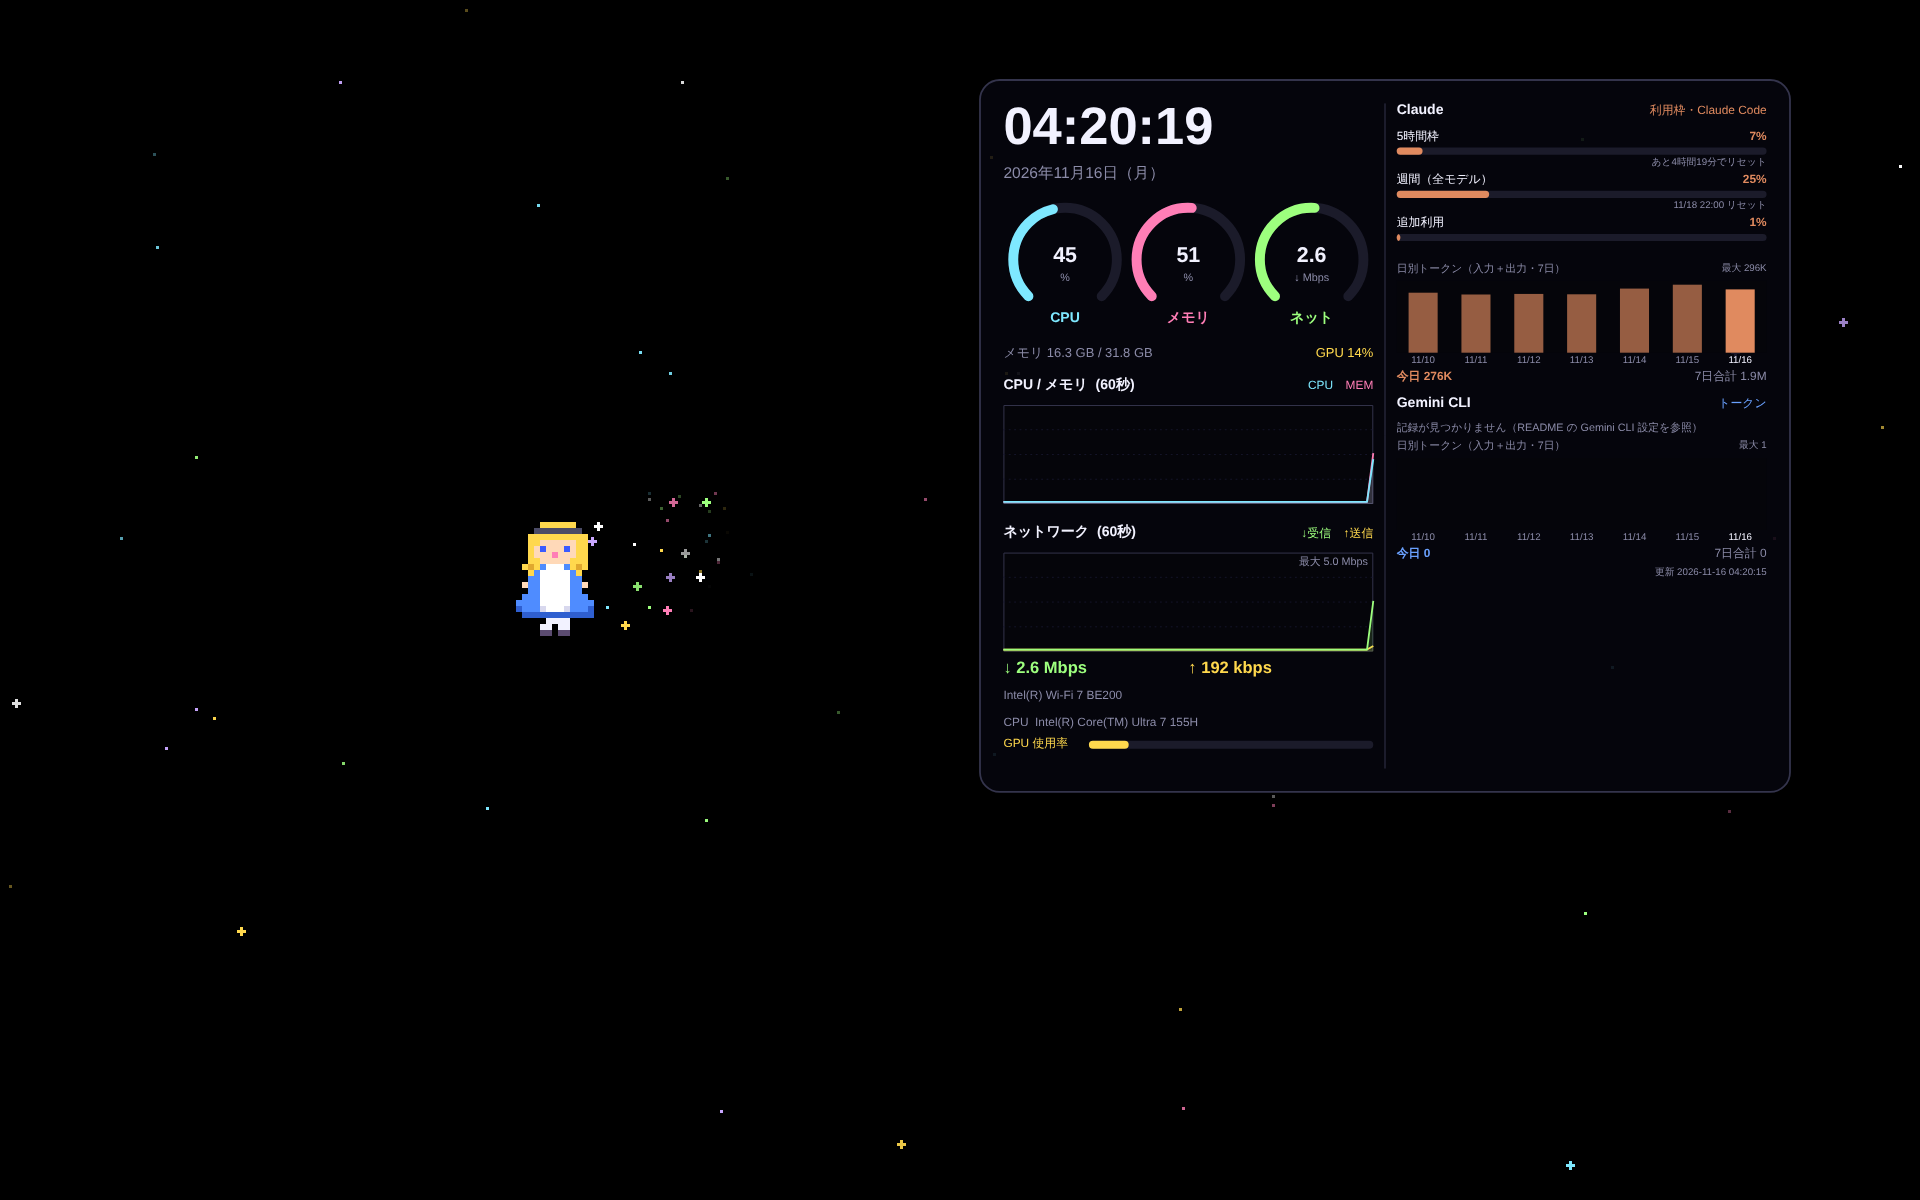 04:20:19
2026年11月16日（月）
45
%
CPU
51
%
メモリ
2.6
↓ Mbps
ネット
メモリ 16.3 GB / 31.8 GB
GPU 14%
CPU / メモリ (60秒)
CPU MEM
ネットワーク (60秒)
↓受信 ↑送信
最大 5.0 Mbps
↓ 2.6 Mbps
↑ 192 kbps
Intel(R) Wi-Fi 7 BE200
CPU Intel(R) Core(TM) Ultra 7 155H
GPU 使用率
Claude
利用枠・Claude Code
5時間枠
7%
あと4時間19分でリセット
週間（全モデル）
25%
11/18 22:00 リセット
追加利用
1%
日別トークン（入力＋出力・7日）
最大 296K
11/10 11/11 11/12 11/13 11/14 11/15 11/16
今日 276K
7日合計 1.9M
Gemini CLI
トークン
記録が見つかりません（README の Gemini CLI 設定を参照）
日別トークン（入力＋出力・7日）
最大 1
11/10 11/11 11/12 11/13 11/14 11/15 11/16
今日 0
7日合計 0
更新 2026-11-16 04:20:15